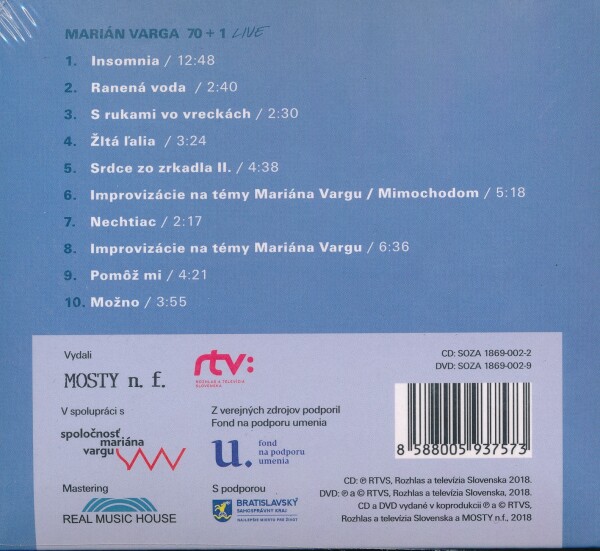 MARIÁN VARGA 70 + 1 LIVE
1. Insomnia / 12:48
2. Ranená voda / 2:40
3. S rukami vo vreckách / 2:30
4. Žltá ľalia / 3:24
5. Srdce zo zrkadla II. / 4:38
6. Improvizácie na témy Mariána Vargu / Mimochodom / 5:18
7. Nechtiac / 2:17
8. Improvizácie na témy Mariána Vargu / 6:36
9. Pomôž mi / 4:21
10. Možno / 3:55
Vydali
MOSTY n. f.
rtv:
ROZHLAS A TELEVÍZIA
SLOVENSKA
CD: SOZA 1869-002-2
DVD: SOZA 1869-002-9
V spolupráci s
spoločnosť
mariána
vargu
Z verejných zdrojov podporil
Fond na podporu umenia
u.
fond
na podporu
umenia
8 588005 937573
Mastering
REAL MUSIC HOUSE
S podporou
BRATISLAVSKÝ
SAMOSPRÁVNY KRAJ
NAJLEPŠIE MIESTO PRE ŽIVOT
CD: ℗ RTVS, Rozhlas a televízia Slovenska 2018.
DVD: ℗ a © RTVS, Rozhlas a televízia Slovenska, 2018.
CD a DVD vydané v koprodukcii ℗ a © RTVS,
Rozhlas a televízia Slovenska a MOSTY n.f., 2018